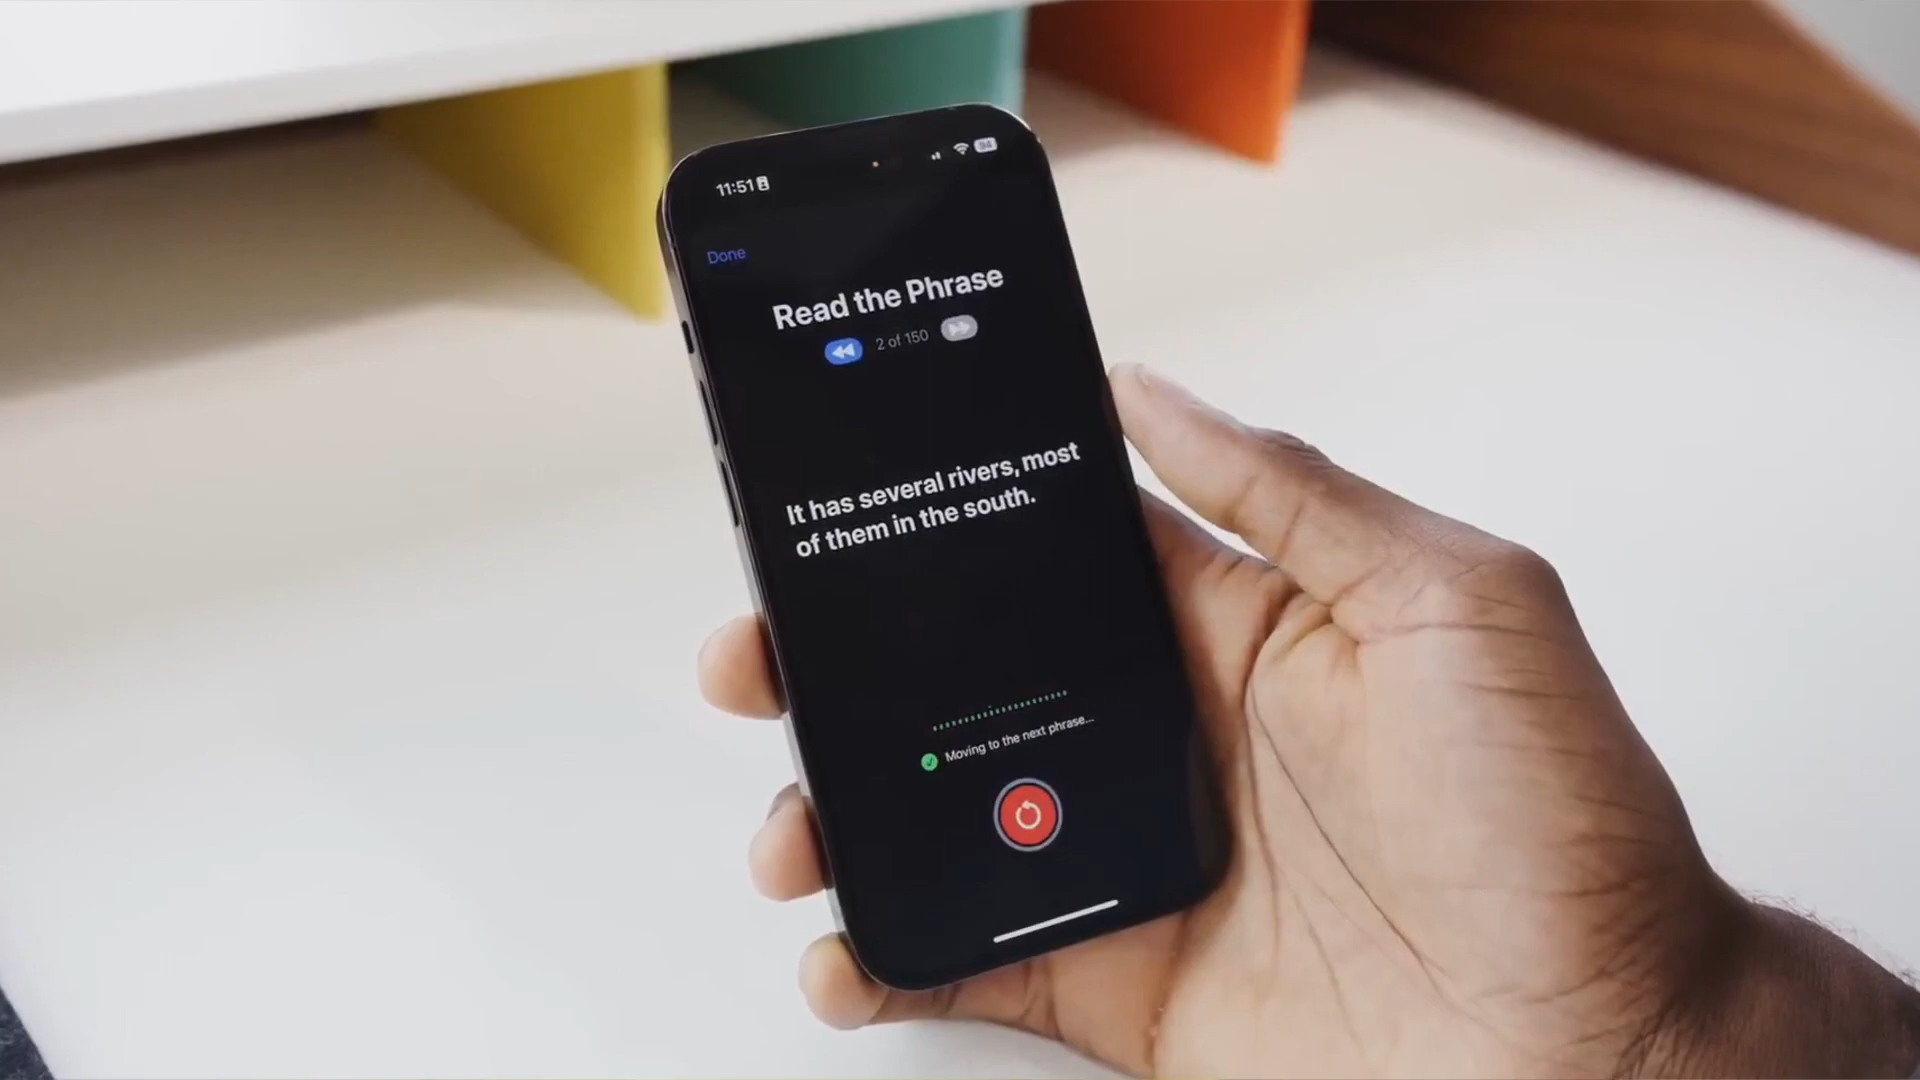 11:51
94
Done
Read the Phrase
2 of 150
It has several rivers, most
of them in the south.
Moving to the next phrase...